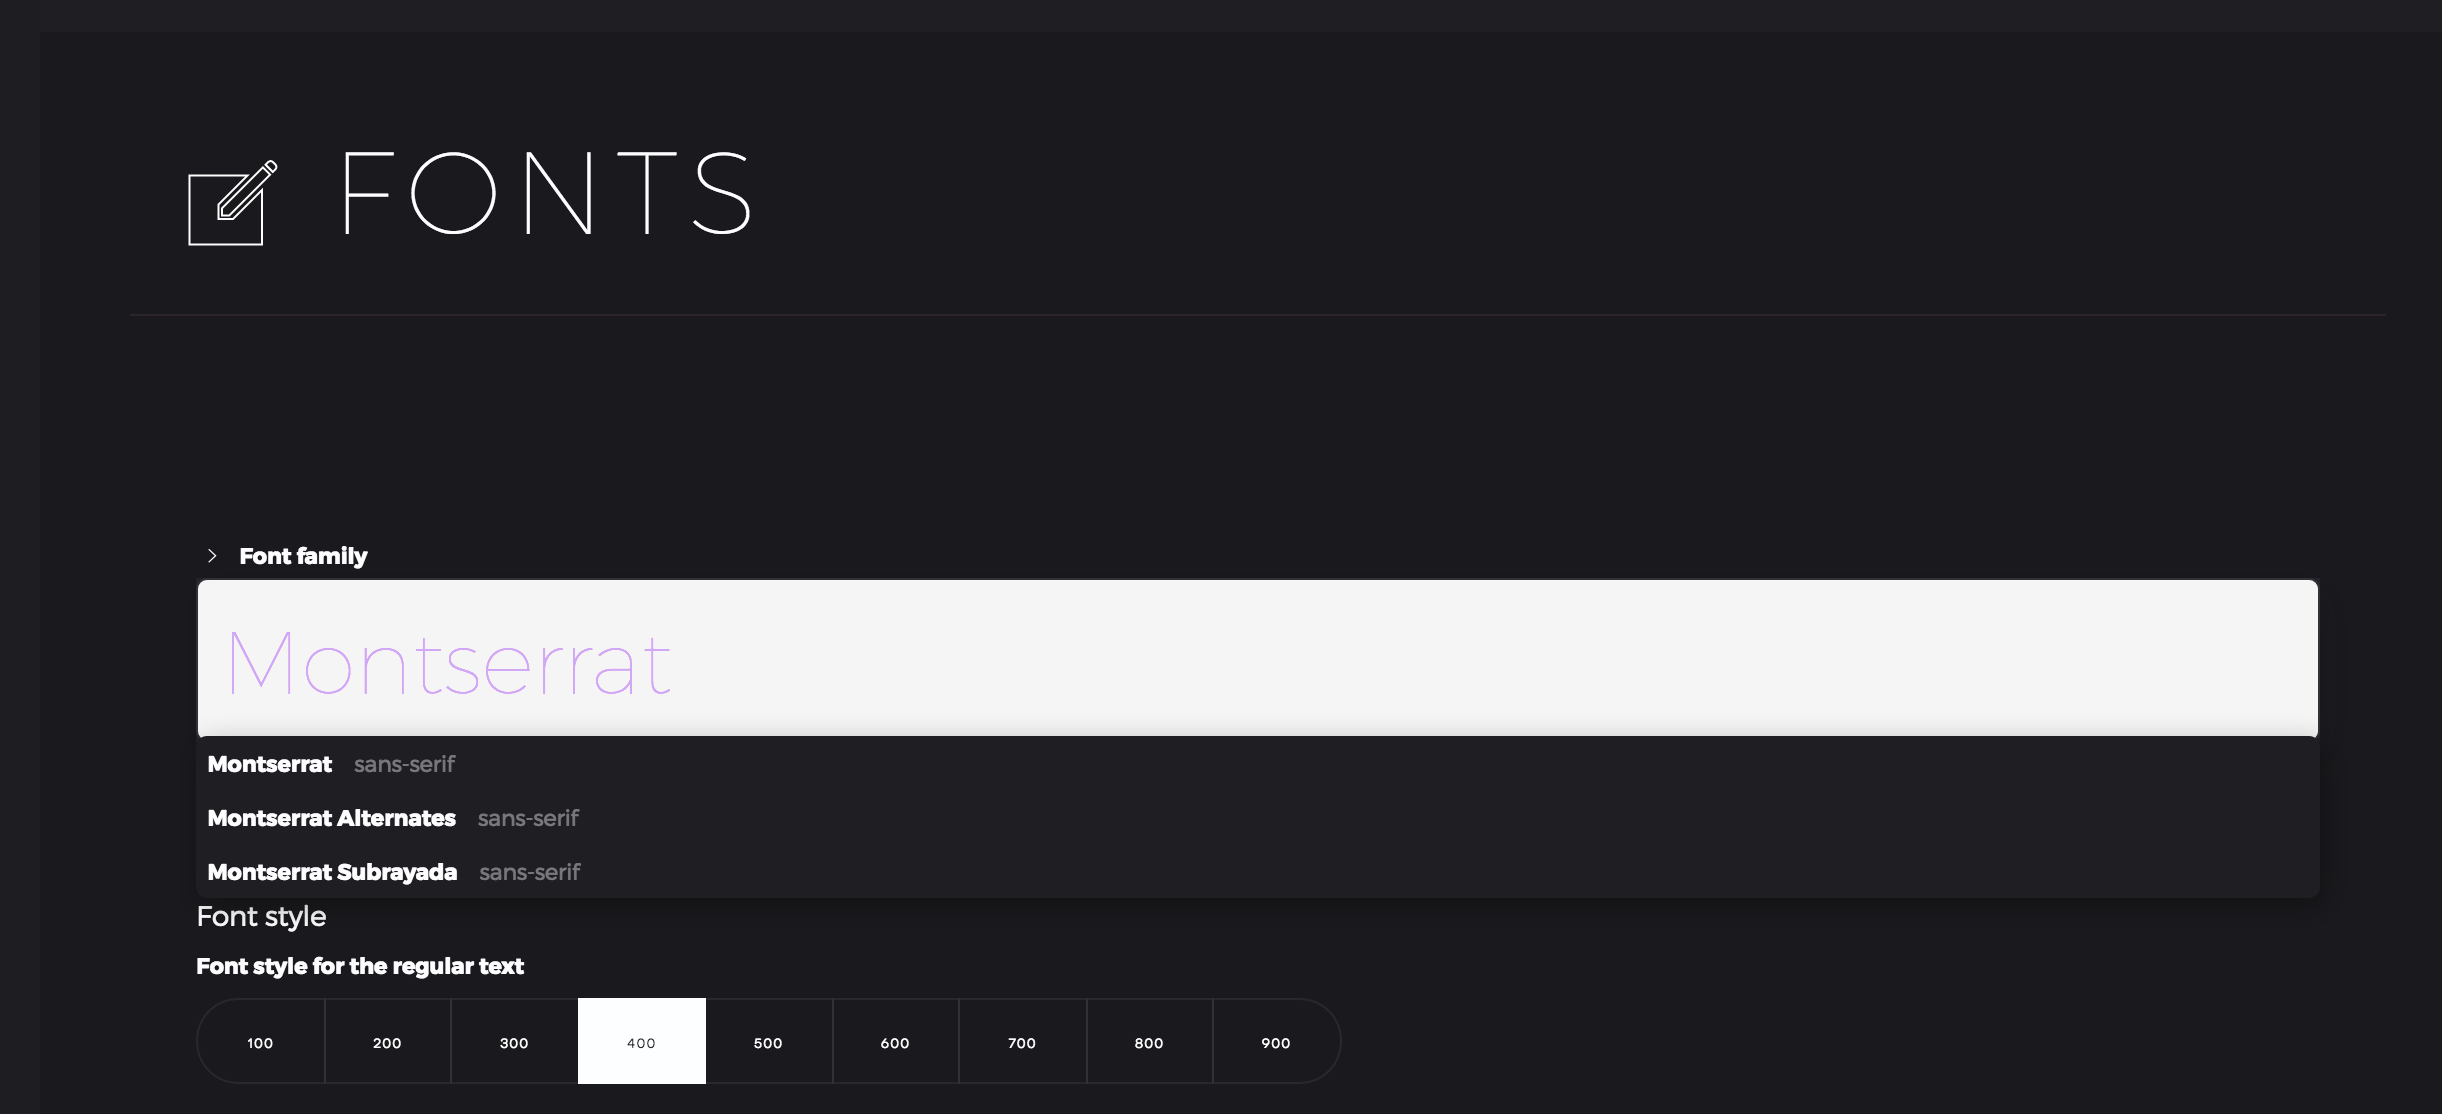 FONTS
Font family
Montserrat
Montserrat sans-serif
Montserrat Alternates sans-serif
Montserrat Subrayada sans-serif
Font style
Font style for the regular text
100 200 300 400 500 600 700 800 900